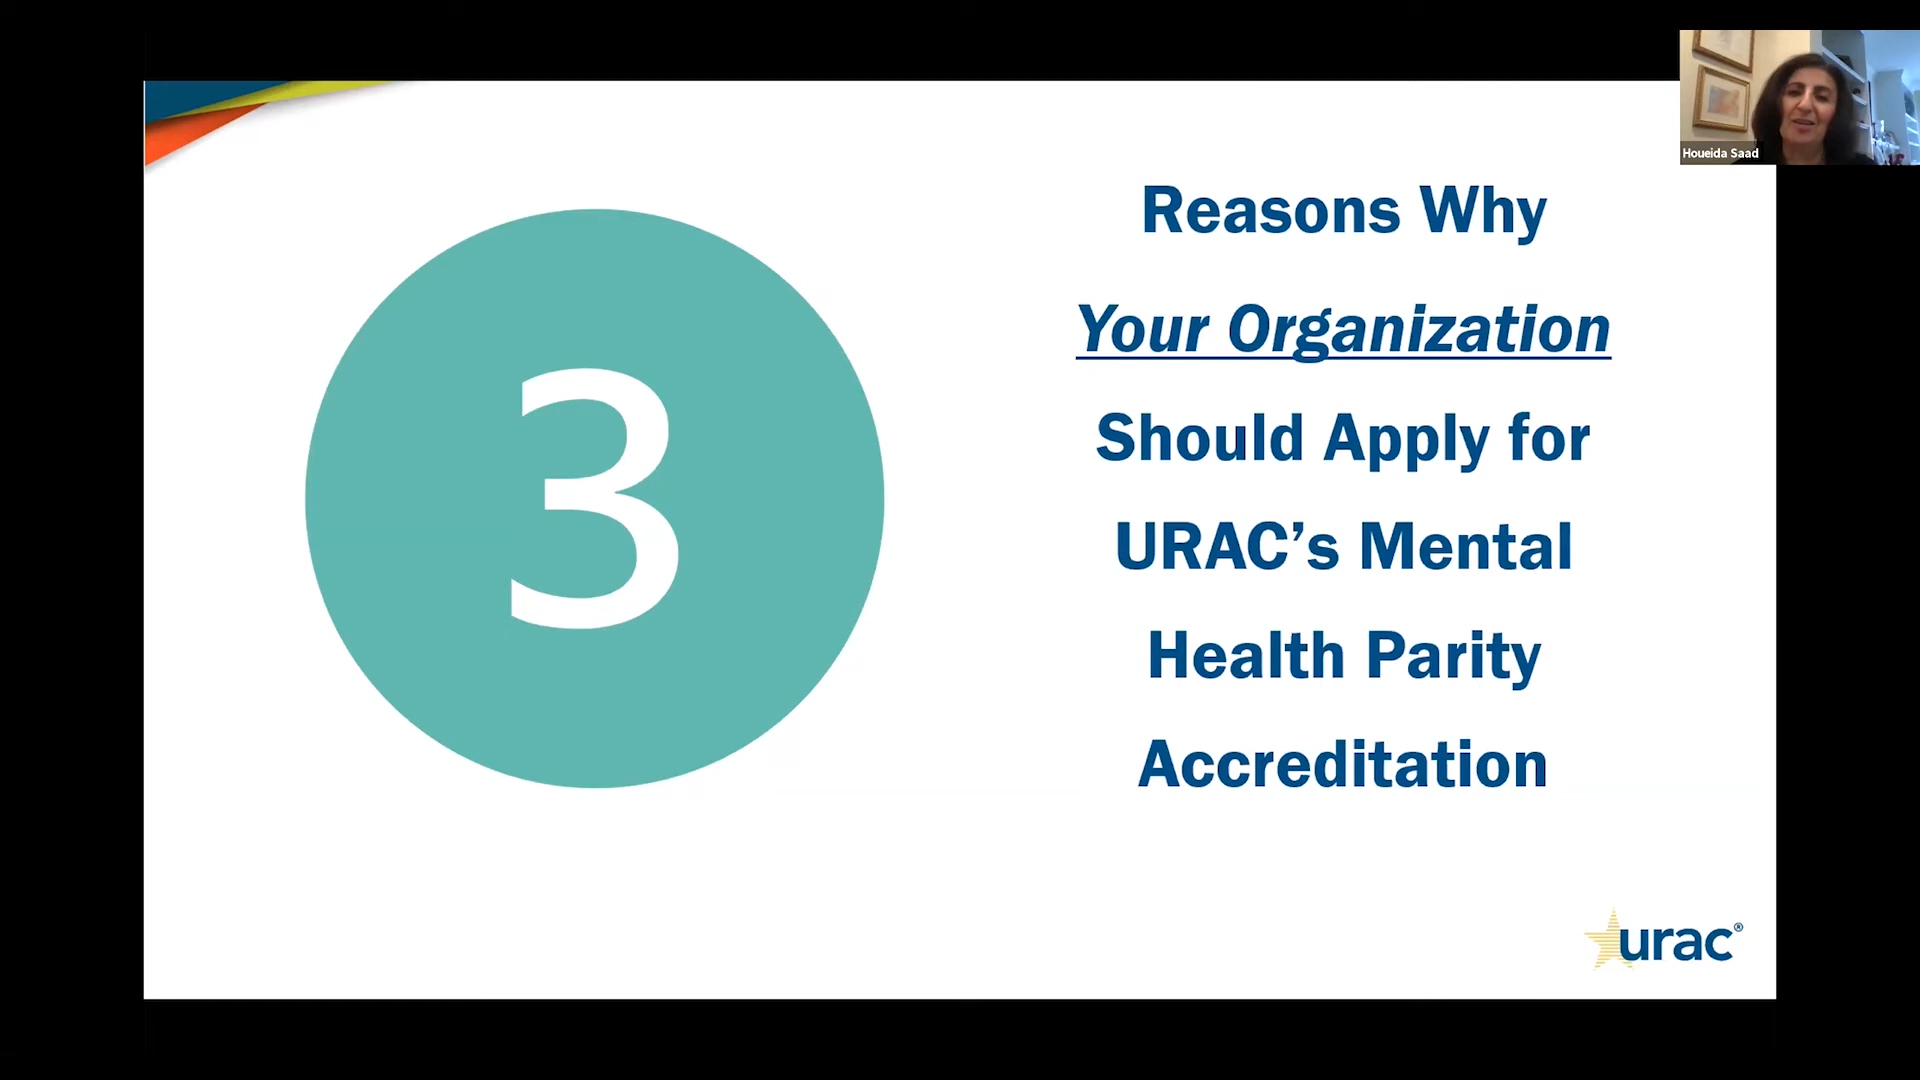 Houeida Saad
3
Reasons Why
Your Organization
Should Apply for
URAC’s Mental
Health Parity
Accreditation
urac®